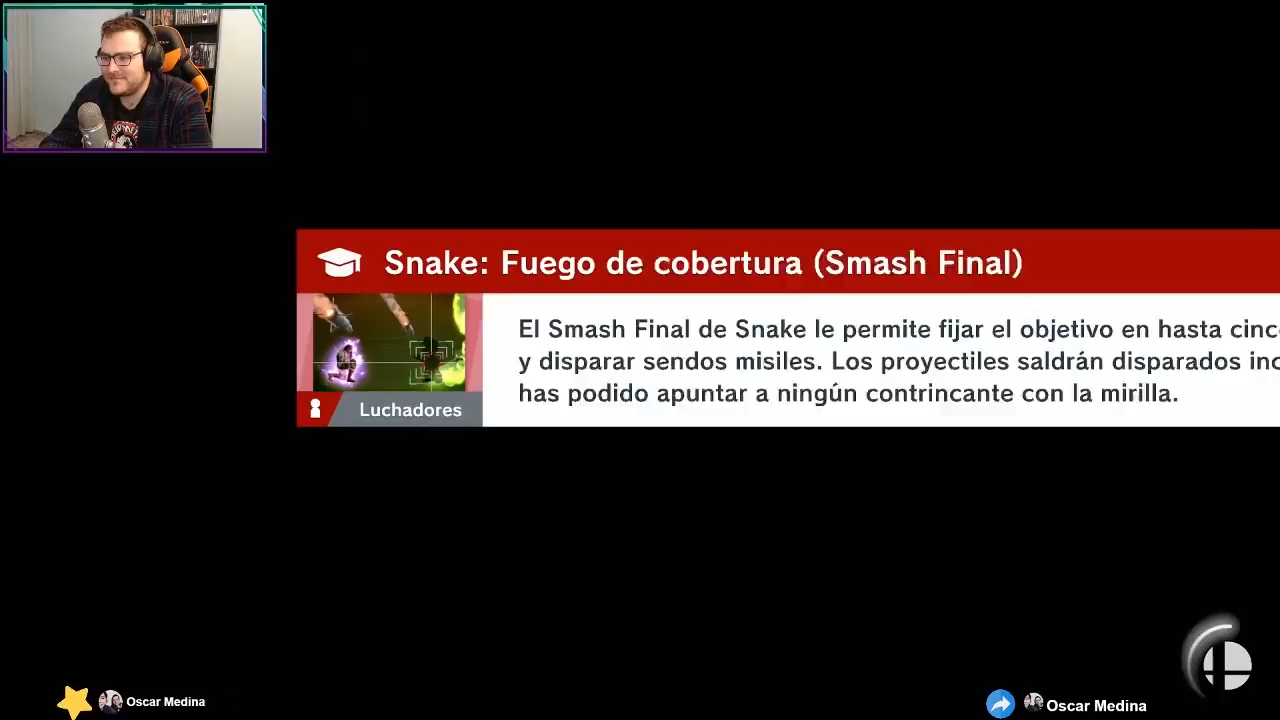 Snake: Fuego de cobertura (Smash Final)
El Smash Final de Snake le permite fijar el objetivo en hasta
y disparar sendos misiles. Los proyectiles saldrán disparados
has podido apuntar a ningún contrincante con la mirilla.
Luchadores
Oscar Medina
Oscar Medina